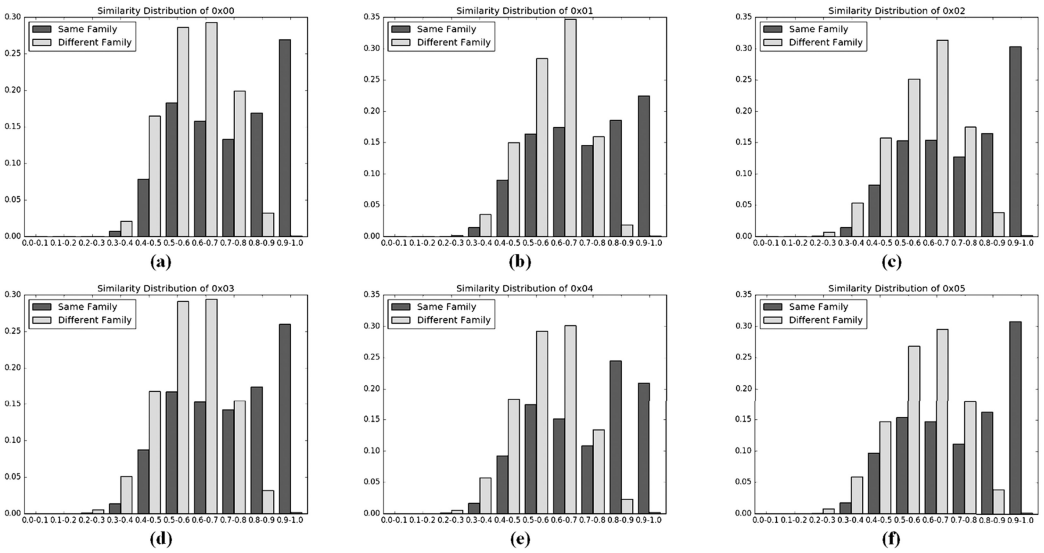 Similarity Distribution of 0x00
0.30
0.25
0.20
0.15
0.10
0.05
0.00
Same Family
Different Family
0.0-0.1 0.1-0.2 0.2-0.3 0.3-0.4 0.4-0.5 0.5-0.6 0.6-0.7 0.7-0.8 0.8-0.9 0.9-1.0
(a)
Similarity Distribution of 0x01
0.35
0.30
0.25
0.20
0.15
0.10
0.05
0.00
Same Family
Different Family
0.0-0.1 0.1-0.2 0.2-0.3 0.3-0.4 0.4-0.5 0.5-0.6 0.6-0.7 0.7-0.8 0.8-0.9 0.9-1.0
(b)
Similarity Distribution of 0x02
0.35
0.30
0.25
0.20
0.15
0.10
0.05
0.00
Same Family
Different Family
0.0-0.1 0.1-0.2 0.2-0.3 0.3-0.4 0.4-0.5 0.5-0.6 0.6-0.7 0.7-0.8 0.8-0.9 0.9-1.0
(c)
Similarity Distribution of 0x03
0.30
0.25
0.20
0.15
0.10
0.05
0.00
Same Family
Different Family
0.0-0.1 0.1-0.2 0.2-0.3 0.3-0.4 0.4-0.5 0.5-0.6 0.6-0.7 0.7-0.8 0.8-0.9 0.9-1.0
(d)
Similarity Distribution of 0x04
0.35
0.30
0.25
0.20
0.15
0.10
0.05
0.00
Same Family
Different Family
0.0-0.1 0.1-0.2 0.2-0.3 0.3-0.4 0.4-0.5 0.5-0.6 0.6-0.7 0.7-0.8 0.8-0.9 0.9-1.0
(e)
Similarity Distribution of 0x05
0.35
0.30
0.25
0.20
0.15
0.10
0.05
0.00
Same Family
Different Family
0.0-0.1 0.1-0.2 0.2-0.3 0.3-0.4 0.4-0.5 0.5-0.6 0.6-0.7 0.7-0.8 0.8-0.9 0.9-1.0
(f)